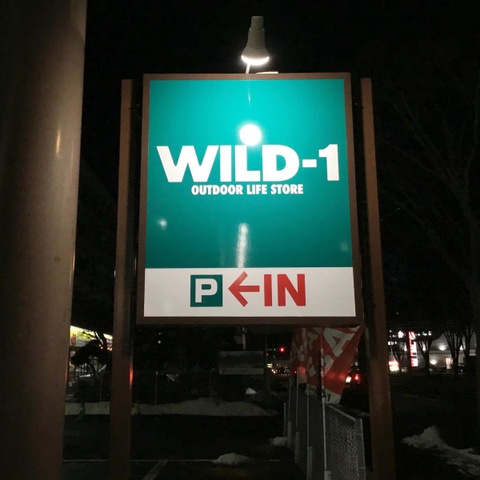 WILD-1
OUTDOOR LIFE STORE
P ← IN